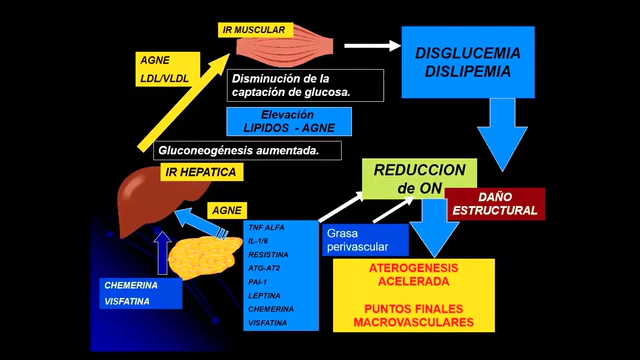 IR MUSCULAR
AGNE
LDL/VLDL
DISGLUCEMIA
DISLIPEMIA
Disminución de la
captación de glucosa.
Elevación
LIPIDOS - AGNE
Gluconeogénesis aumentada.
IR HEPATICA
REDUCCION
de ON
DAÑO
ESTRUCTURAL
AGNE
TNF ALFA
IL-1/6
RESISTINA
ATG-AT2
PAI-1
LEPTINA
CHEMERINA
VISFATINA
Grasa
perivascular
CHEMERINA
VISFATINA
ATEROGENESIS
ACELERADA
PUNTOS FINALES
MACROVASCULARES